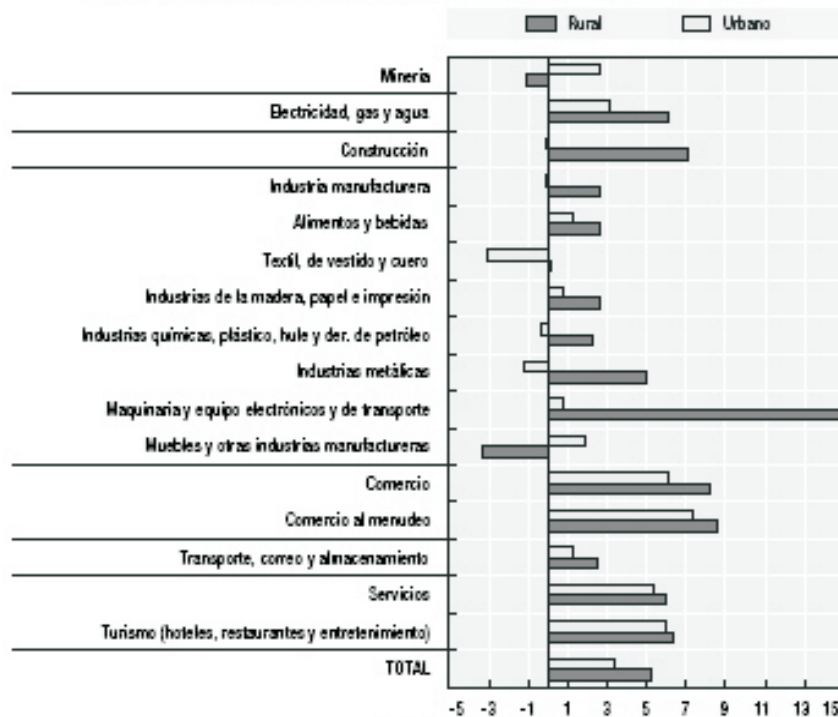 Rural Urbano
Minería
Electricidad, gas y agua
Construcción
Industria manufacturera
Alimentos y bebidas
Textil, de vestido y cuero
Industrias de la madera, papel e impresión
Industrias químicas, plástico, hule y der. de petróleo
Industrias metálicas
Maquinaria y equipo electrónicos y de transporte
Muebles y otras industrias manufactureras
Comercio
Comercio al menudeo
Transporte, correo y almacenamiento
Servicios
Turismo (hoteles, restaurantes y entretenimiento)
TOTAL
-5 -3 -1 1 3 5 7 9 11 13 15